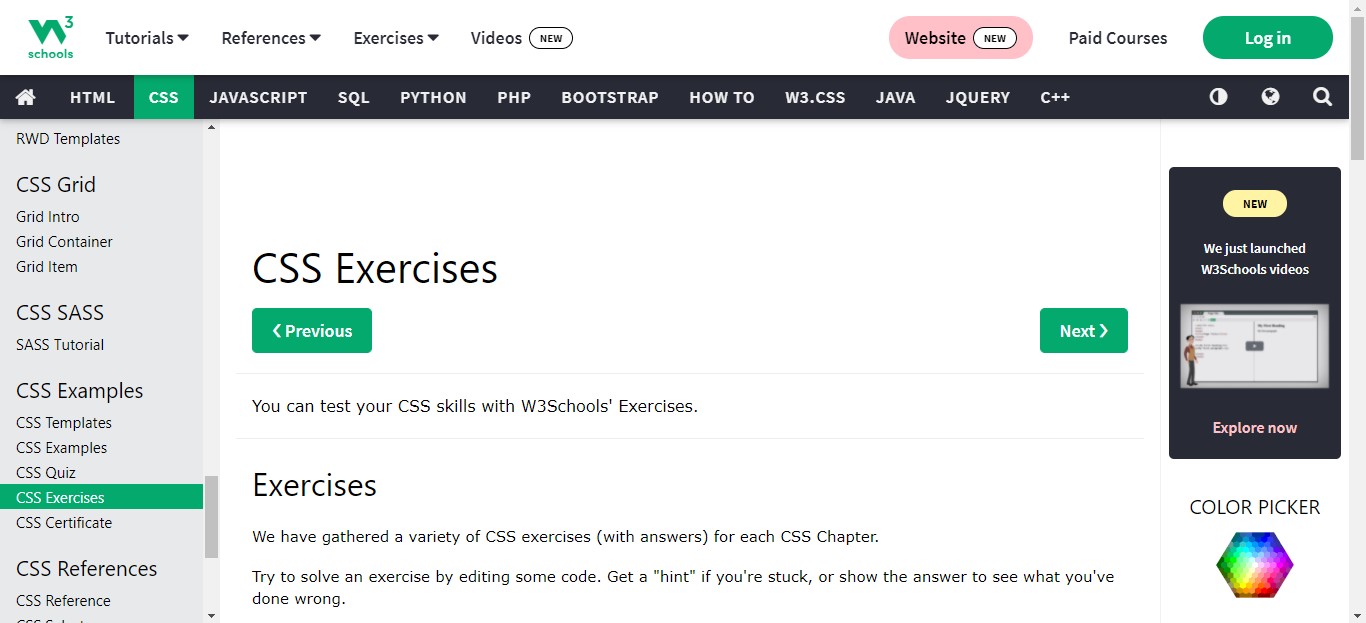 W3 schools
Tutorials References Exercises Videos NEW Website NEW Paid Courses Log in
HTML CSS JAVASCRIPT SQL PYTHON PHP BOOTSTRAP HOW TO W3.CSS JAVA JQUERY C++
RWD Templates
CSS Grid
Grid Intro
Grid Container
Grid Item
CSS SASS
SASS Tutorial
CSS Examples
CSS Templates
CSS Examples
CSS Quiz
CSS Exercises
CSS Certificate
CSS References
CSS Reference
CSS Exercises
❮ Previous
Next ❯
You can test your CSS skills with W3Schools' Exercises.
Exercises
We have gathered a variety of CSS exercises (with answers) for each CSS Chapter.
Try to solve an exercise by editing some code. Get a "hint" if you're stuck, or show the answer to see what you've
done wrong.
NEW
We just launched
W3Schools videos
Explore now
COLOR PICKER